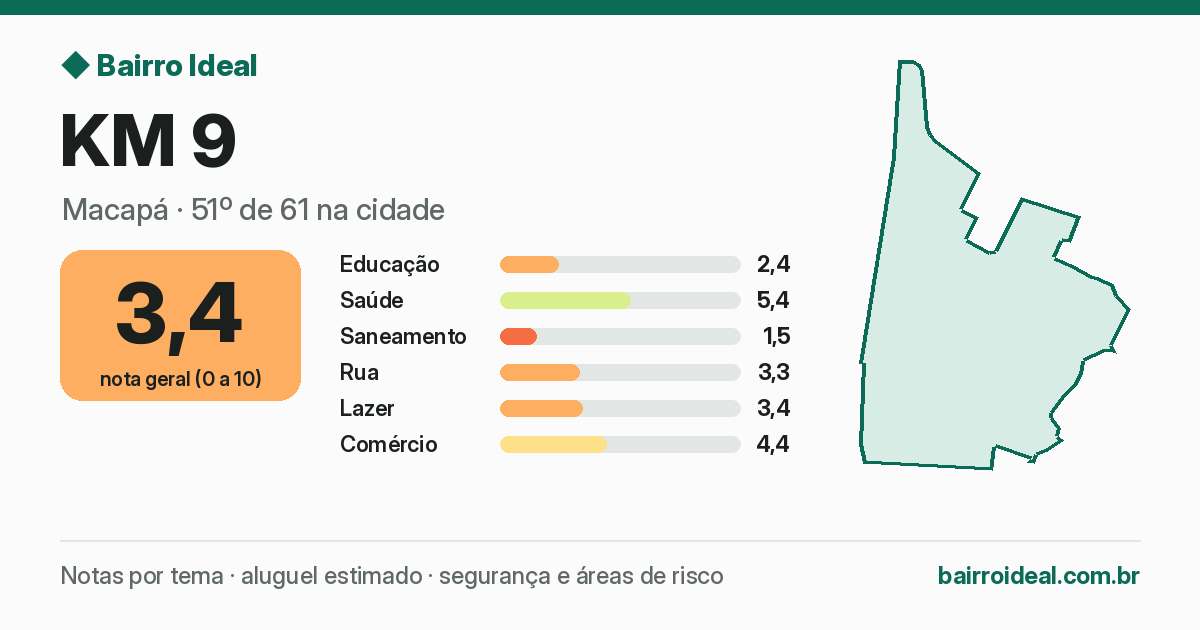 Bairro Ideal
KM 9
Macapá · 51º de 61 na cidade
3,4
nota geral (0 a 10)
Educação 2,4
Saúde 5,4
Saneamento 1,5
Rua 3,3
Lazer 3,4
Comércio 4,4
Notas por tema · aluguel estimado · segurança e áreas de risco
bairroideal.com.br